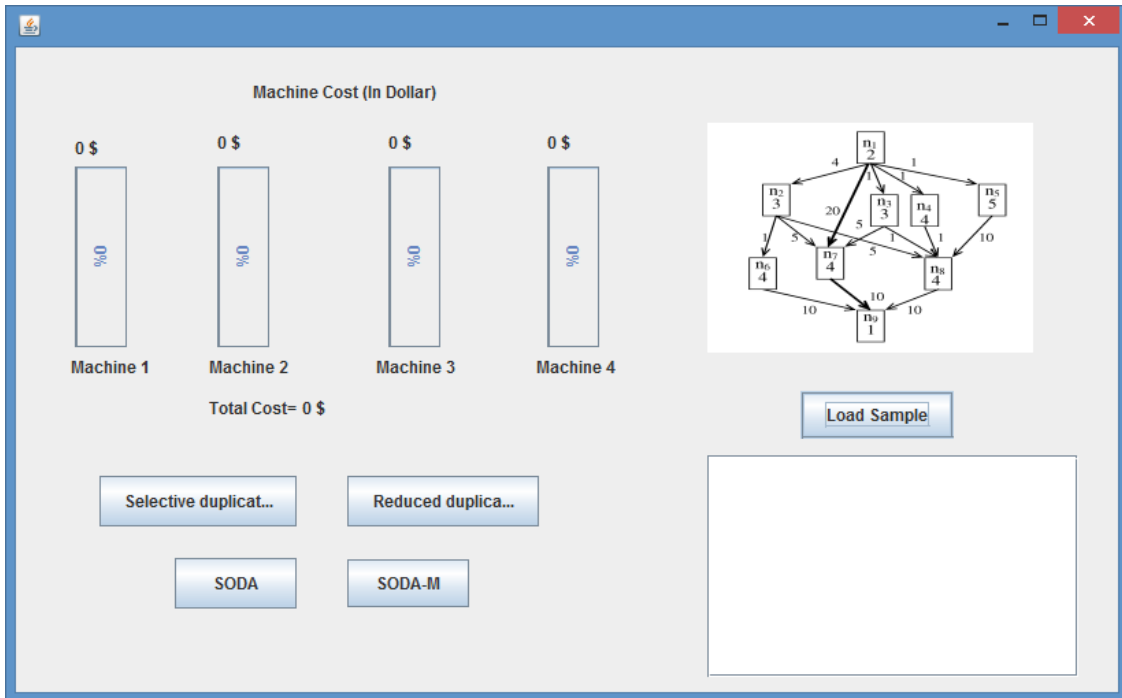 Machine Cost (In Dollar)
0 $ 0 $ 0 $ 0 $
0% 0% 0% 0%
Machine 1 Machine 2 Machine 3 Machine 4
Total Cost= 0 $
Selective duplicat... Reduced duplica...
SODA SODA-M
n1
2
4 1 1 1
n2
3
n3
3
n4
4
n5
5
20 5
1 5 5 1 1 10
n6
4
n7
4
n8
4
10 10 10
n9
1
Load Sample